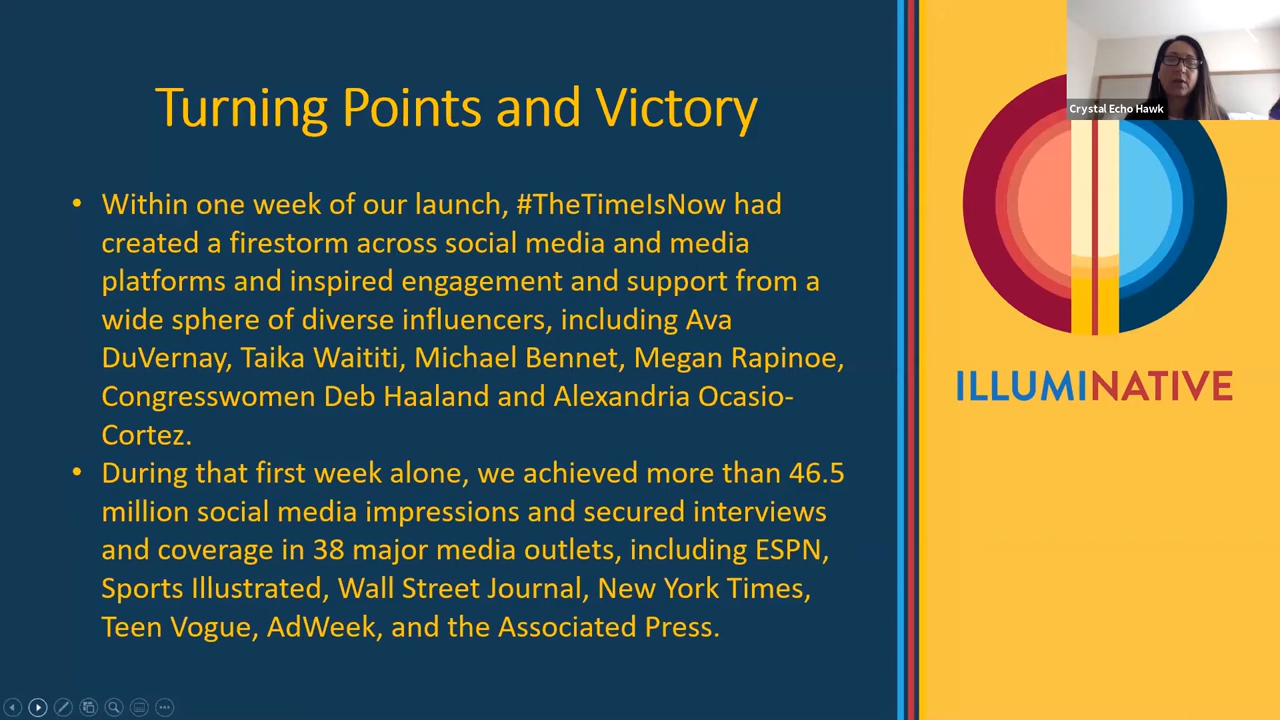 Turning Points and Victory
• Within one week of our launch, #TheTimeIsNow had
created a firestorm across social media and media
platforms and inspired engagement and support from a
wide sphere of diverse influencers, including Ava
DuVernay, Taika Waititi, Michael Bennet, Megan Rapinoe,
Congresswomen Deb Haaland and Alexandria Ocasio-
Cortez.
• During that first week alone, we achieved more than 46.5
million social media impressions and secured interviews
and coverage in 38 major media outlets, including ESPN,
Sports Illustrated, Wall Street Journal, New York Times,
Teen Vogue, AdWeek, and the Associated Press.
Crystal Echo Hawk
ILLUMINATIVE